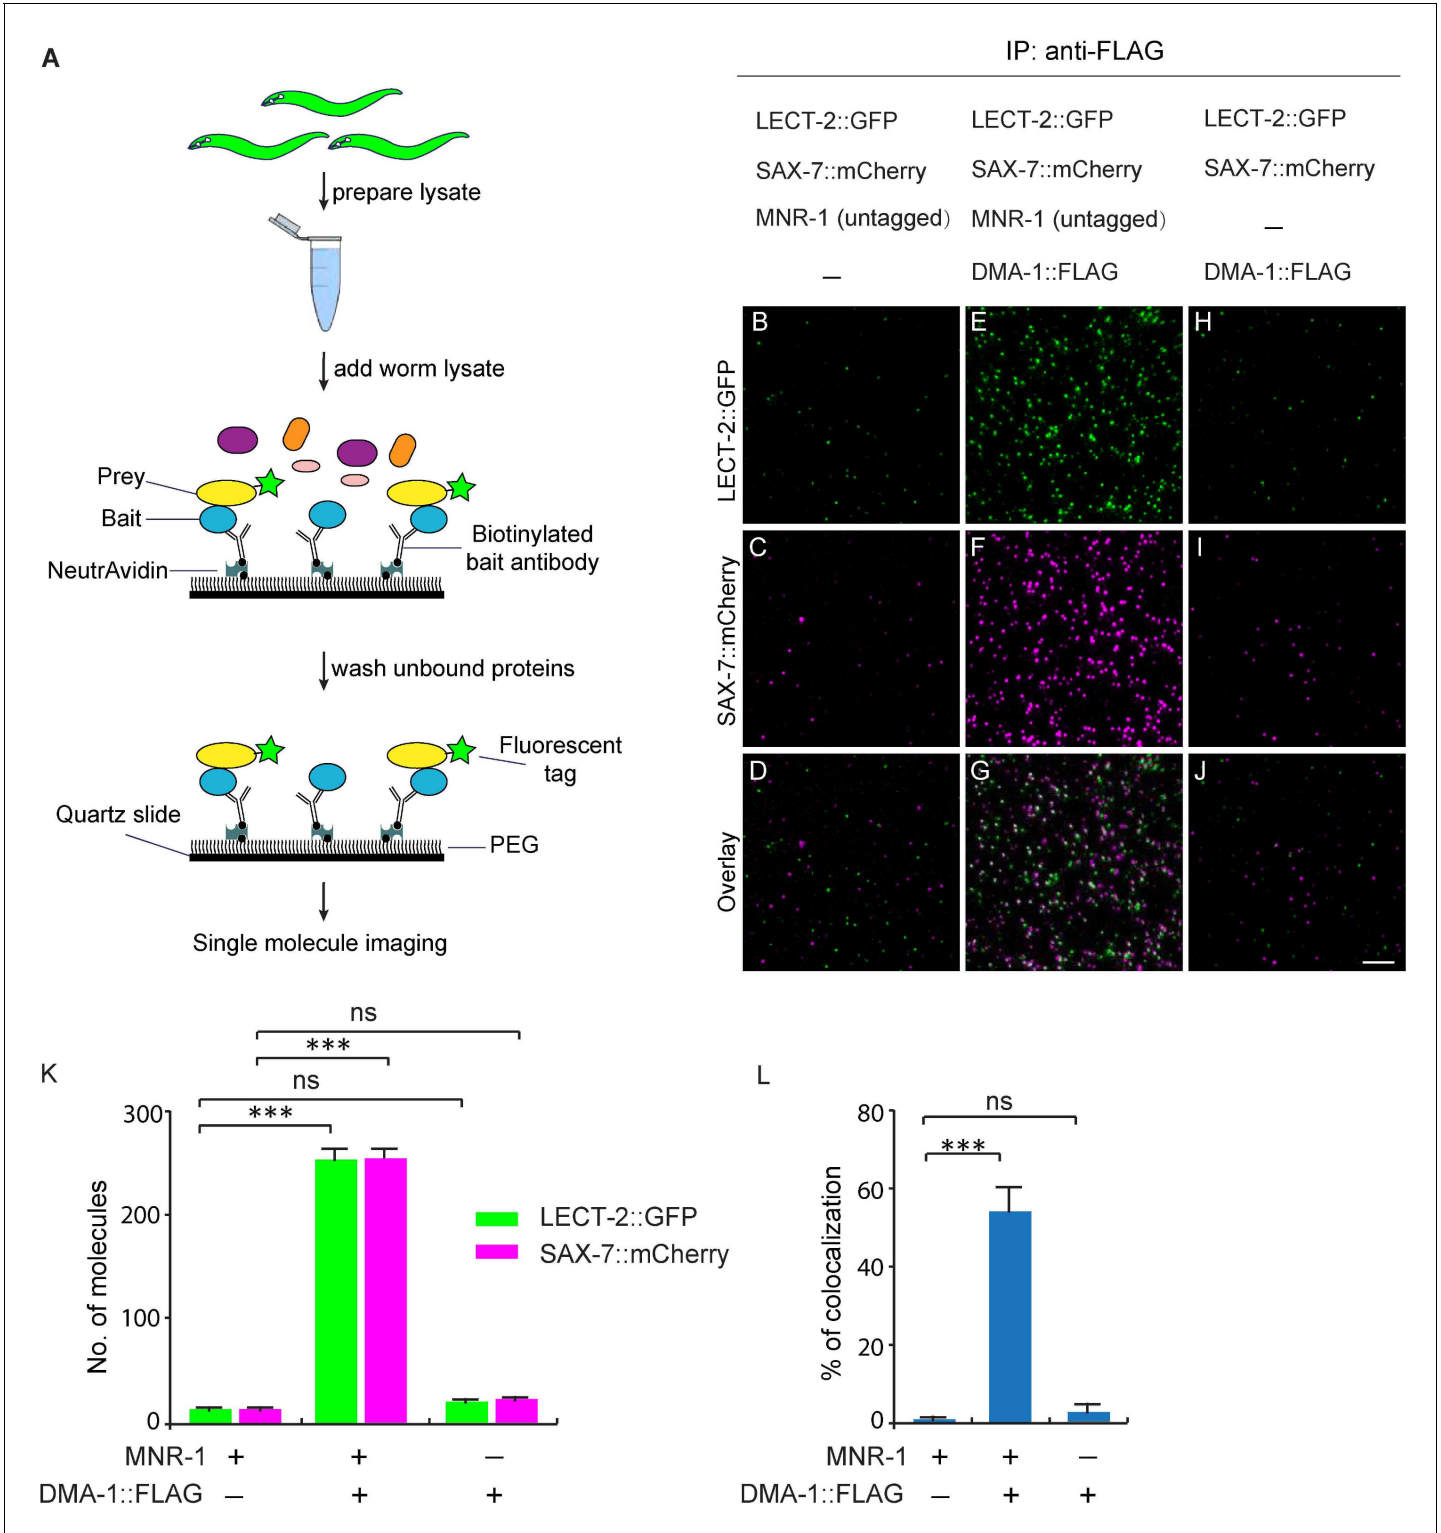 A
prepare lysate
add worm lysate
Prey
Bait
NeutrAvidin
Biotinylated
bait antibody
wash unbound proteins
Fluorescent
tag
Quartz slide
PEG
Single molecule imaging
IP: anti-FLAG
LECT-2::GFP LECT-2::GFP LECT-2::GFP
SAX-7::mCherry SAX-7::mCherry SAX-7::mCherry
MNR-1 (untagged) MNR-1 (untagged) –
– DMA-1::FLAG DMA-1::FLAG
LECT-2::GFP
B E H
SAX-7::mCherry
C F I
Overlay
D G J
K
ns
***
ns
***
No. of molecules
300
200
100
0
LECT-2::GFP
SAX-7::mCherry
MNR-1 + + –
DMA-1::FLAG – + +
L
ns
***
% of colocalization
80
60
40
20
0
MNR-1 + + –
DMA-1::FLAG – + +